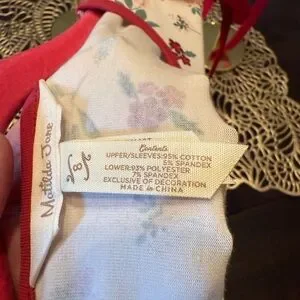 Matilda Jane
8
Contents
UPPER/SLEEVES:95% COTTON
5% SPANDEX
LOWER:93% POLYESTER
7% SPANDEX
EXCLUSIVE OF DECORATION
MADE IN CHINA